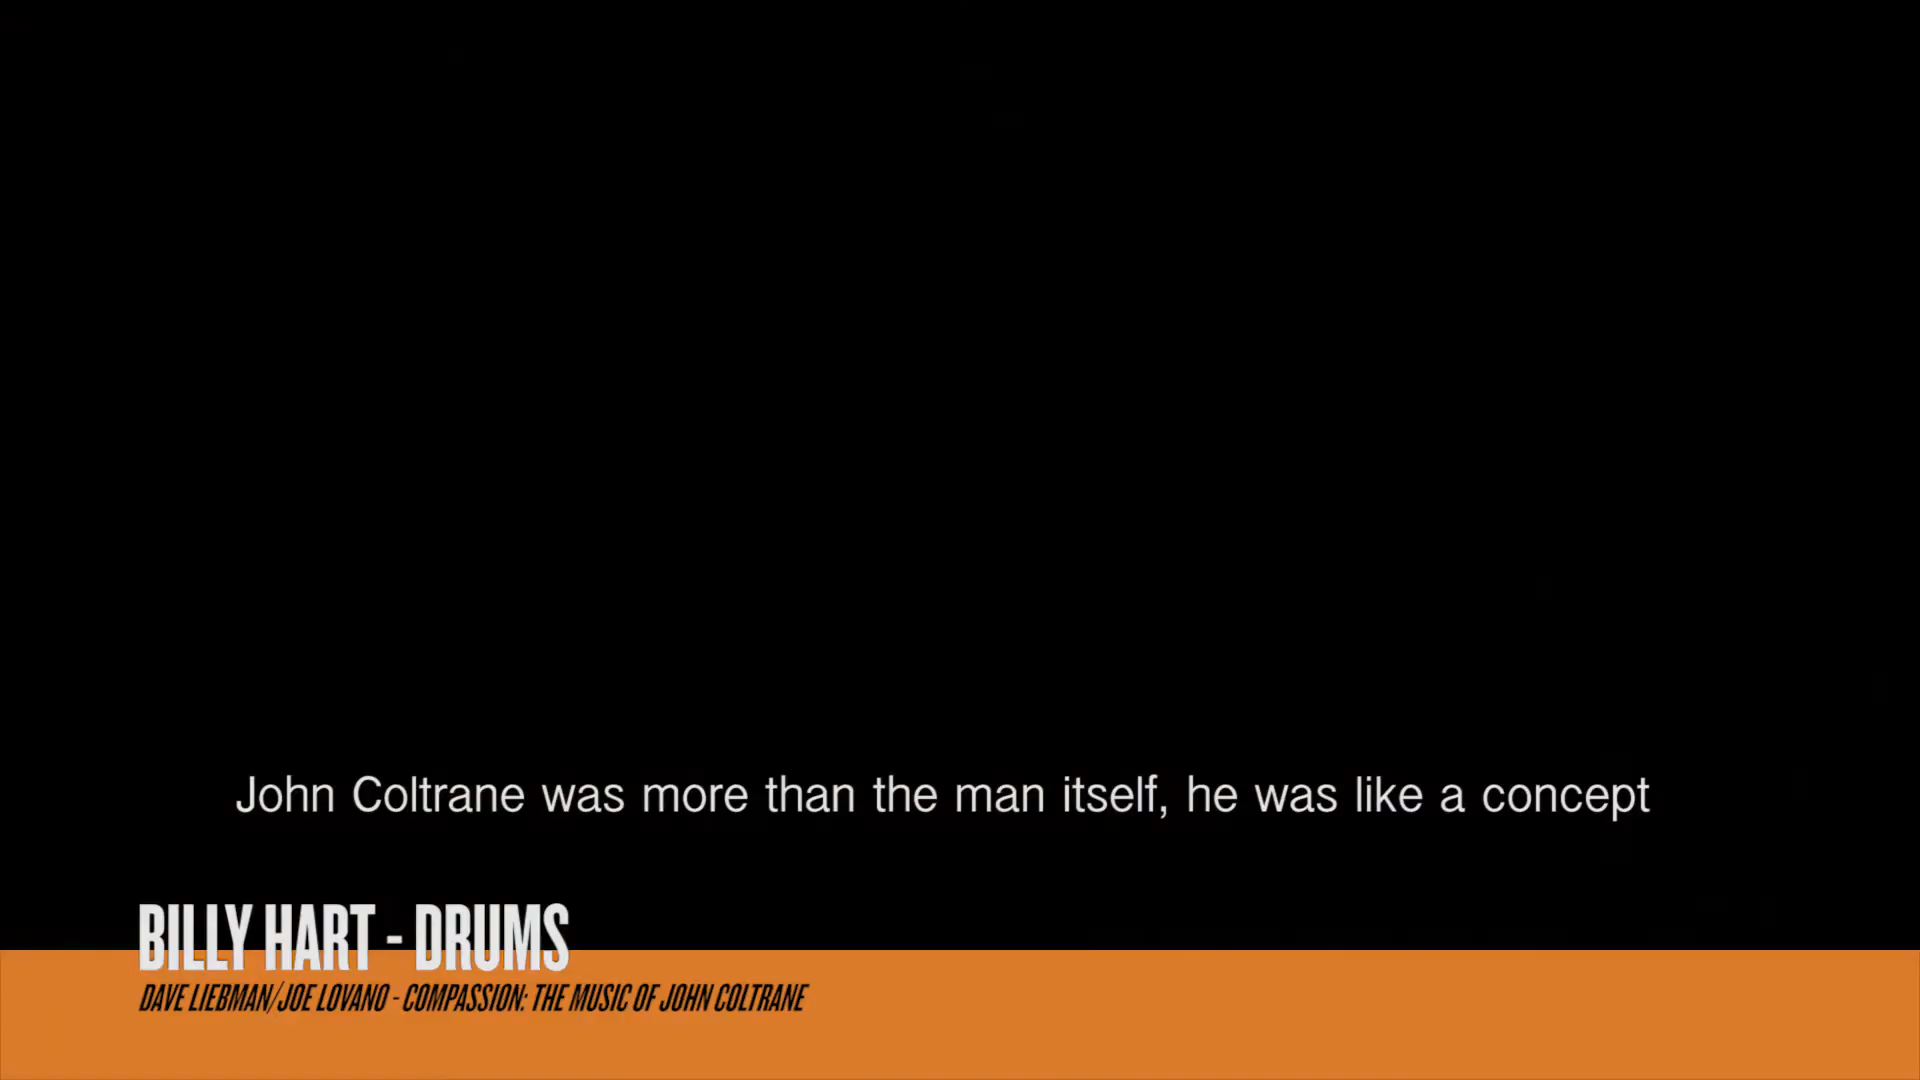 John Coltrane was more than the man itself, he was like a concept
BILLY HART - DRUMS
DAVE LIEBMAN/JOE LOVANO - COMPASSION: THE MUSIC OF JOHN COLTRANE